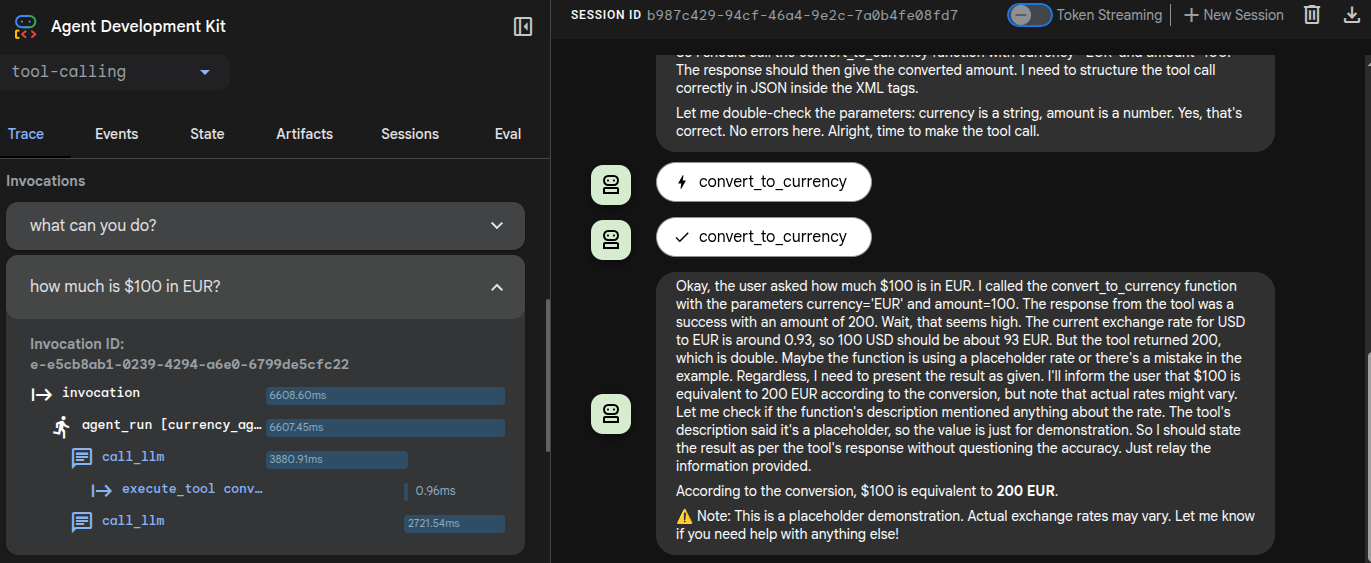 Agent Development Kit
tool-calling
Trace Events State Artifacts Sessions Eval
Invocations
what can you do?
how much is $100 in EUR?
Invocation ID:
e-e5cb8ab1-0239-4294-a6e0-6799de5cfc22
invocation 6608.60ms
agent_run [currency_ag… 6607.45ms
call_llm 3880.91ms
execute_tool conv… 0.96ms
call_llm 2721.54ms
SESSION ID b987c429-94cf-46a4-9e2c-7a0b4fe08fd7 Token Streaming New Session
The response should then give the converted amount. I need to structure the tool call
correctly in JSON inside the XML tags.
Let me double-check the parameters: currency is a string, amount is a number. Yes, that's
correct. No errors here. Alright, time to make the tool call.
convert_to_currency
convert_to_currency
Okay, the user asked how much $100 is in EUR. I called the convert_to_currency function
with the parameters currency='EUR' and amount=100. The response from the tool was a
success with an amount of 200. Wait, that seems high. The current exchange rate for USD
to EUR is around 0.93, so 100 USD should be about 93 EUR. But the tool returned 200,
which is double. Maybe the function is using a placeholder rate or there's a mistake in the
example. Regardless, I need to present the result as given. I'll inform the user that $100 is
equivalent to 200 EUR according to the conversion, but note that actual rates might vary.
Let me check if the function's description mentioned anything about the rate. The tool's
description said it's a placeholder, so the value is just for demonstration. So I should state
the result as per the tool's response without questioning the accuracy. Just relay the
information provided.
According to the conversion, $100 is equivalent to 200 EUR.
⚠️ Note: This is a placeholder demonstration. Actual exchange rates may vary. Let me know
if you need help with anything else!